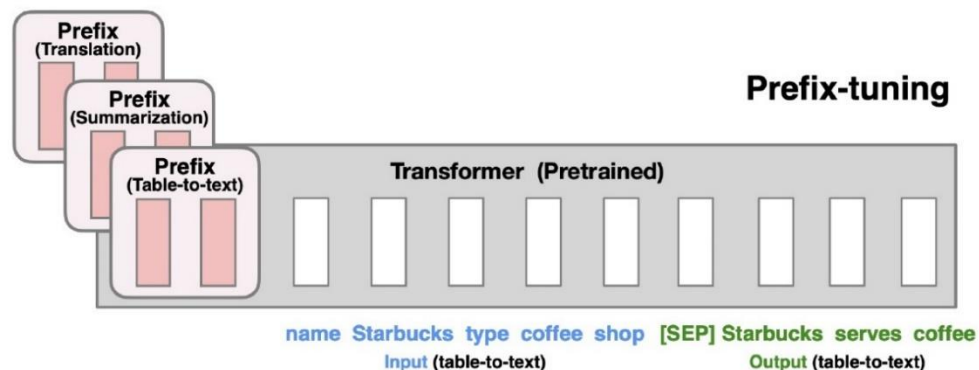 Prefix
(Translation)
Prefix
(Summarization)
Prefix
(Table-to-text)
Prefix-tuning
Transformer (Pretrained)
name Starbucks type coffee shop [SEP] Starbucks serves coffee
Input (table-to-text) Output (table-to-text)